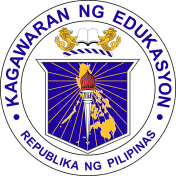 KAGAWARAN NG EDUKASYON
REPUBLIKA NG PILIPINAS